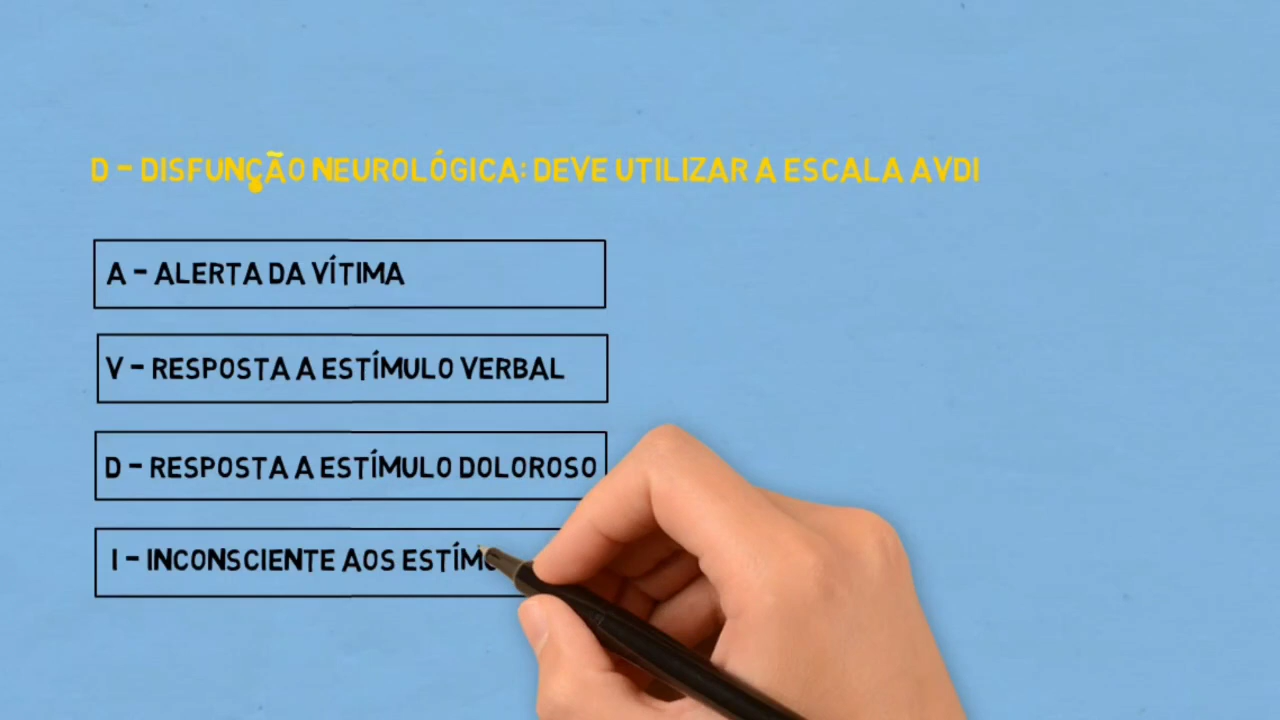 D - DISFUNÇÃO NEUROLÓGICA: DEVE UTILIZAR A ESCALA AVDI
A - ALERTA DA VÍTIMA
V - RESPOSTA A ESTÍMULO VERBAL
D - RESPOSTA A ESTÍMULO DOLOROSO
I - INCONSCIENTE AOS